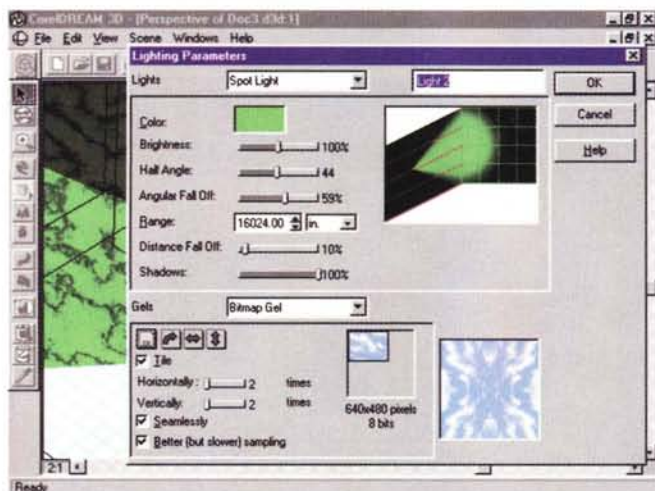 CorelDREAM 3D - [Perspective of Doc3.d3d:1]
File Edit View Scene Windows Help
Lighting Parameters
Lights Spot Light Light 2 OK
Color: Cancel
Brightness: 100% Help
Half Angle: 44
Angular Fall Off: 59%
Range: 16024.00 in.
Distance Fall Off: 10%
Shadows: 100%
Gels Bitmap Gel
Tile
Horizontally: 2 times
Vertically: 2 times
640x480 pixels
8 bits
Seamlessly
Better (but slower) sampling
2:1
Ready